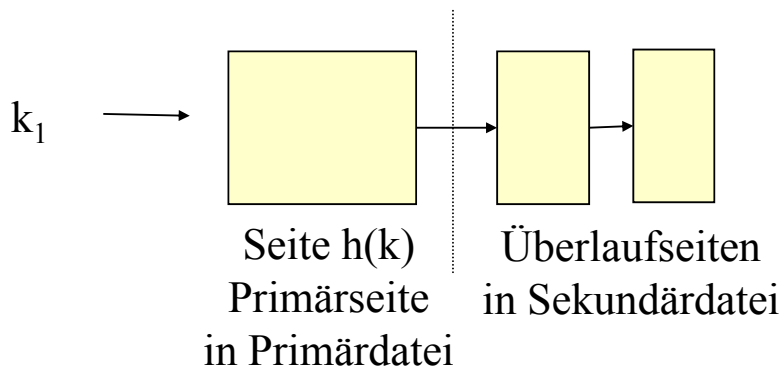 k₁
Seite h(k)
Primärseite
in Primärdatei
Überlaufseiten
in Sekundärdatei